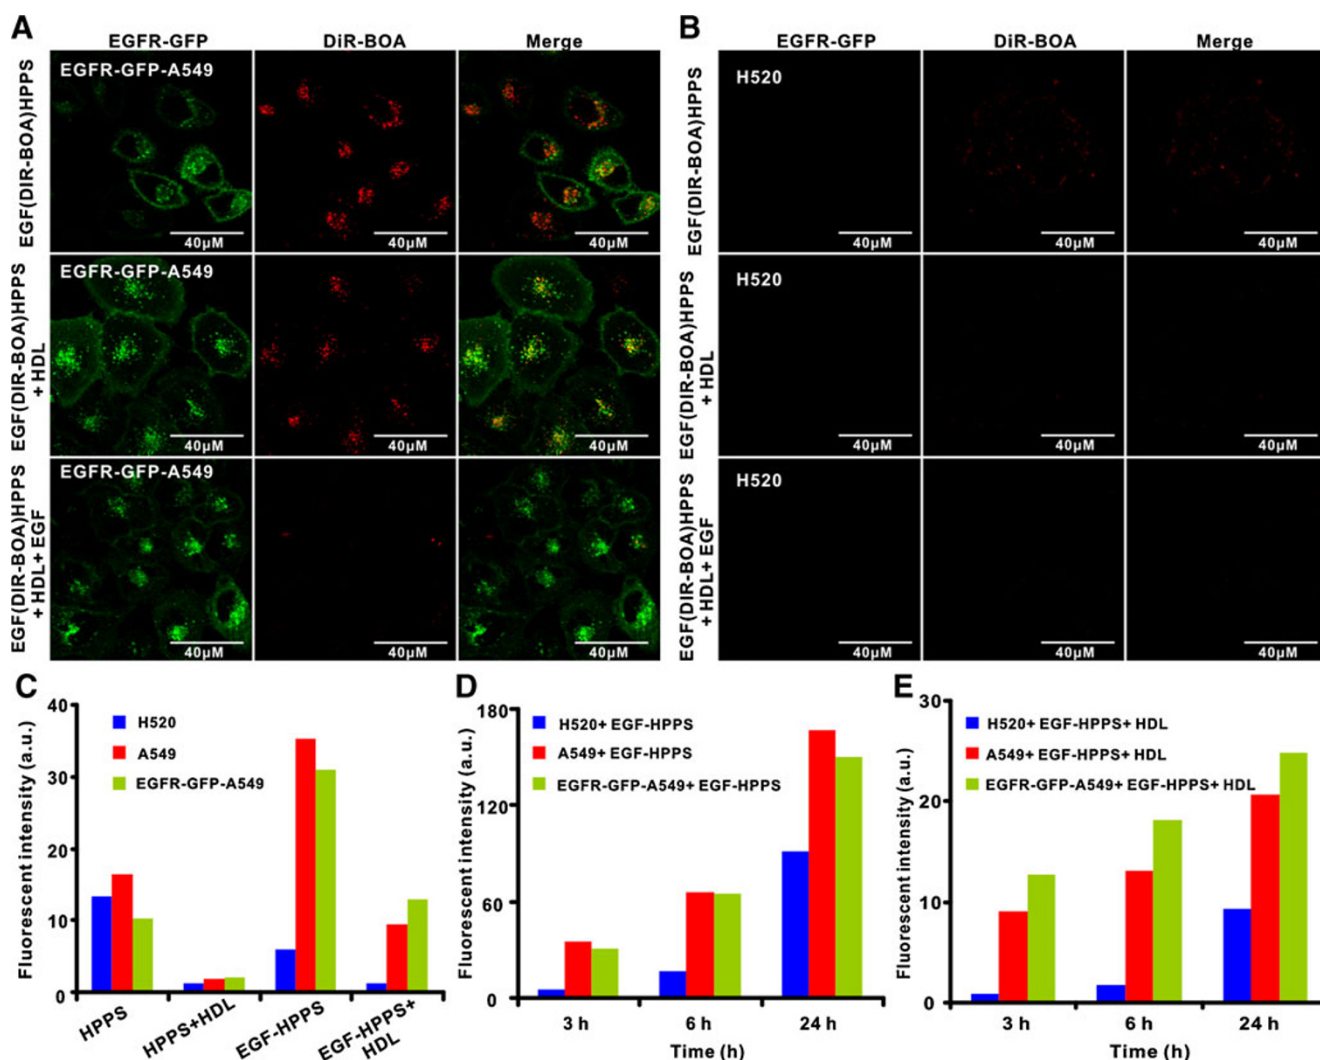 A
EGFR-GFP
DiR-BOA
Merge
EGF(DIR-BOA)HPPS
EGFR-GFP-A549
40μM
40μM
40μM
EGF(DIR-BOA)HPPS
+ HDL
EGFR-GFP-A549
40μM
40μM
40μM
EGF(DIR-BOA)HPPS
+ HDL+ EGF
EGFR-GFP-A549
40μM
40μM
40μM
B
EGFR-GFP
DiR-BOA
Merge
EGF(DIR-BOA)HPPS
H520
40μM
40μM
40μM
EGF(DIR-BOA)HPPS
+ HDL
H520
40μM
40μM
40μM
EGF(DIR-BOA)HPPS
+ HDL+ EGF
H520
40μM
40μM
40μM
C
Fluorescent intensity (a.u.)
40
30
20
10
0
H520
A549
EGFR-GFP-A549
HPPS
HPPS+HDL
EGF-HPPS
EGF-HPPS+
HDL
D
Fluorescent intensity (a.u.)
180
120
60
0
H520+ EGF-HPPS
A549+ EGF-HPPS
EGFR-GFP-A549+ EGF-HPPS
3 h
6 h
24 h
Time (h)
E
Fluorescent intensity (a.u.)
30
20
10
0
H520+ EGF-HPPS+ HDL
A549+ EGF-HPPS+ HDL
EGFR-GFP-A549+ EGF-HPPS+ HDL
3 h
6 h
24 h
Time (h)